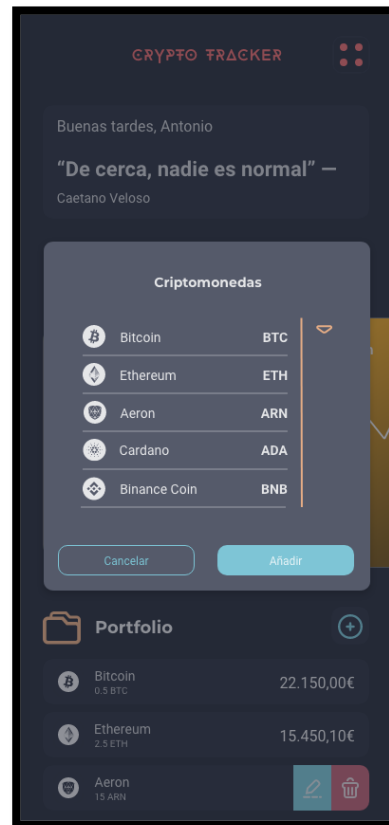 CRYPTO TRACKER
Buenas tardes, Antonio
“De cerca, nadie es normal” —
Caetano Veloso
Criptomonedas
Bitcoin BTC
Ethereum ETH
Aeron ARN
Cardano ADA
Binance Coin BNB
Cancelar Añadir
Portfolio
Bitcoin
0.5 BTC
22.150,00€
Ethereum
2.5 ETH
15.450,10€
Aeron
15 ARN